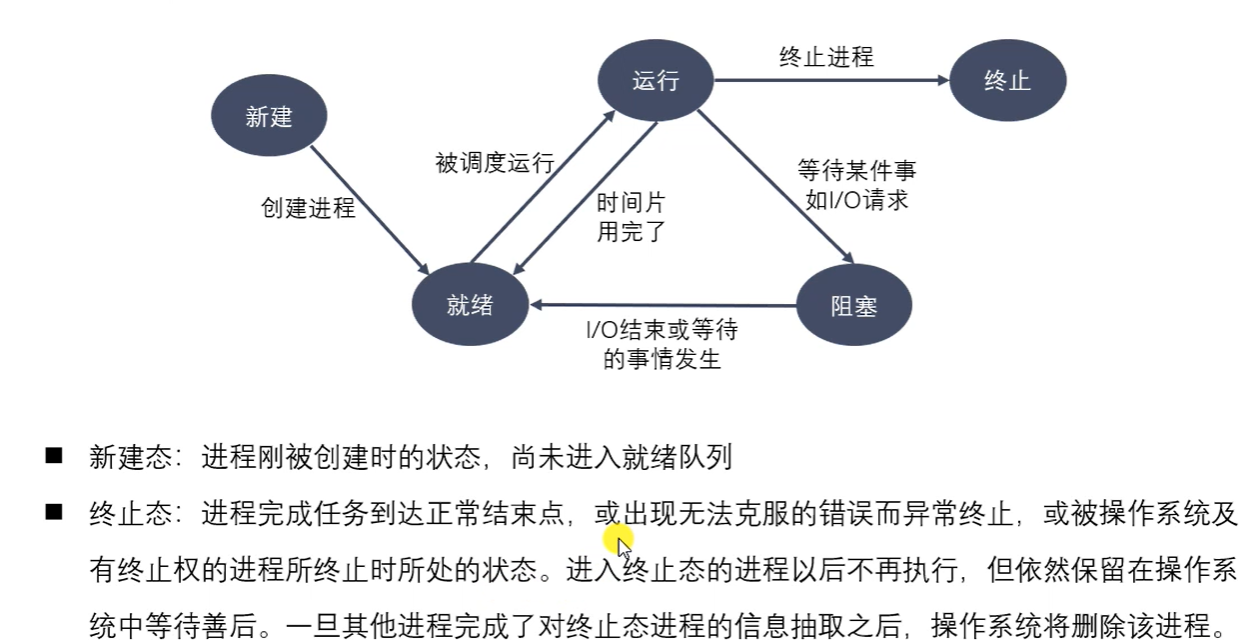 终止进程
运行
终止
新建
被调度运行
等待某件事
如I/O请求
创建进程
时间片
用完了
就绪
阻塞
I/O结束或等待
的事情发生
■ 新建态：进程刚被创建时的状态，尚未进入就绪队列
■ 终止态：进程完成任务到达正常结束点，或出现无法克服的错误而异常终止，或被操作系统及
有终止权的进程所终止时所处的状态。进入终止态的进程以后不再执行，但依然保留在操作系
统中等待善后。一旦其他进程完成了对终止态进程的信息抽取之后，操作系统将删除该进程。